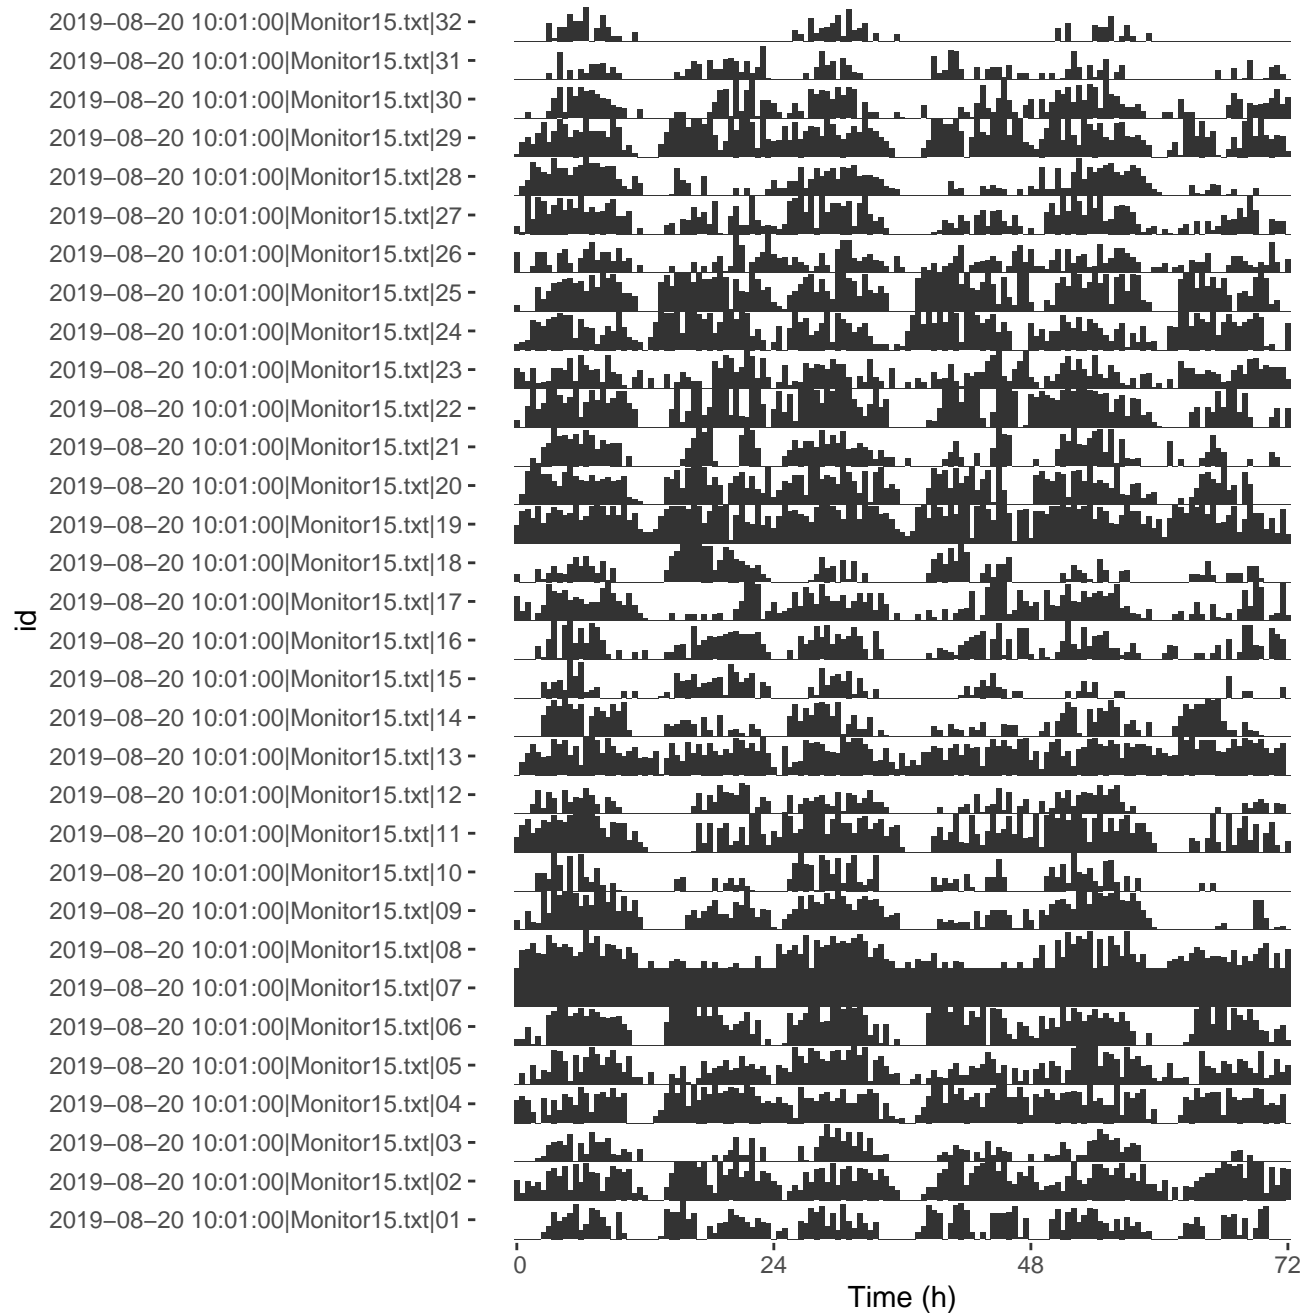 2019−08−20 10:01:00|Monitor15.txt|32
2019−08−20 10:01:00|Monitor15.txt|31
2019−08−20 10:01:00|Monitor15.txt|30
2019−08−20 10:01:00|Monitor15.txt|29
2019−08−20 10:01:00|Monitor15.txt|28
2019−08−20 10:01:00|Monitor15.txt|27
2019−08−20 10:01:00|Monitor15.txt|26
2019−08−20 10:01:00|Monitor15.txt|25
2019−08−20 10:01:00|Monitor15.txt|24
2019−08−20 10:01:00|Monitor15.txt|23
2019−08−20 10:01:00|Monitor15.txt|22
2019−08−20 10:01:00|Monitor15.txt|21
2019−08−20 10:01:00|Monitor15.txt|20
2019−08−20 10:01:00|Monitor15.txt|19
2019−08−20 10:01:00|Monitor15.txt|18
id
2019−08−20 10:01:00|Monitor15.txt|17
2019−08−20 10:01:00|Monitor15.txt|16
2019−08−20 10:01:00|Monitor15.txt|15
2019−08−20 10:01:00|Monitor15.txt|14
2019−08−20 10:01:00|Monitor15.txt|13
2019−08−20 10:01:00|Monitor15.txt|12
2019−08−20 10:01:00|Monitor15.txt|11
2019−08−20 10:01:00|Monitor15.txt|10
2019−08−20 10:01:00|Monitor15.txt|09
2019−08−20 10:01:00|Monitor15.txt|08
2019−08−20 10:01:00|Monitor15.txt|07
2019−08−20 10:01:00|Monitor15.txt|06
2019−08−20 10:01:00|Monitor15.txt|05
2019−08−20 10:01:00|Monitor15.txt|04
2019−08−20 10:01:00|Monitor15.txt|03
2019−08−20 10:01:00|Monitor15.txt|02
2019−08−20 10:01:00|Monitor15.txt|01
0 24 48 72
Time (h)